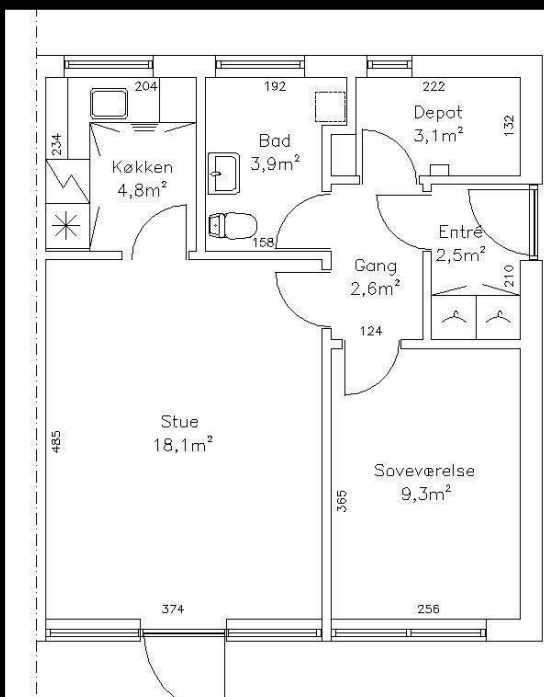 204
192
222
Depot
3,1m²
132
234
Køkken
4,8m²
Bad
3,9m²
158
Entré
2,5m²
210
Gang
2,6m²
124
Stue
18,1m²
485
Soveværelse
9,3m²
365
374
256